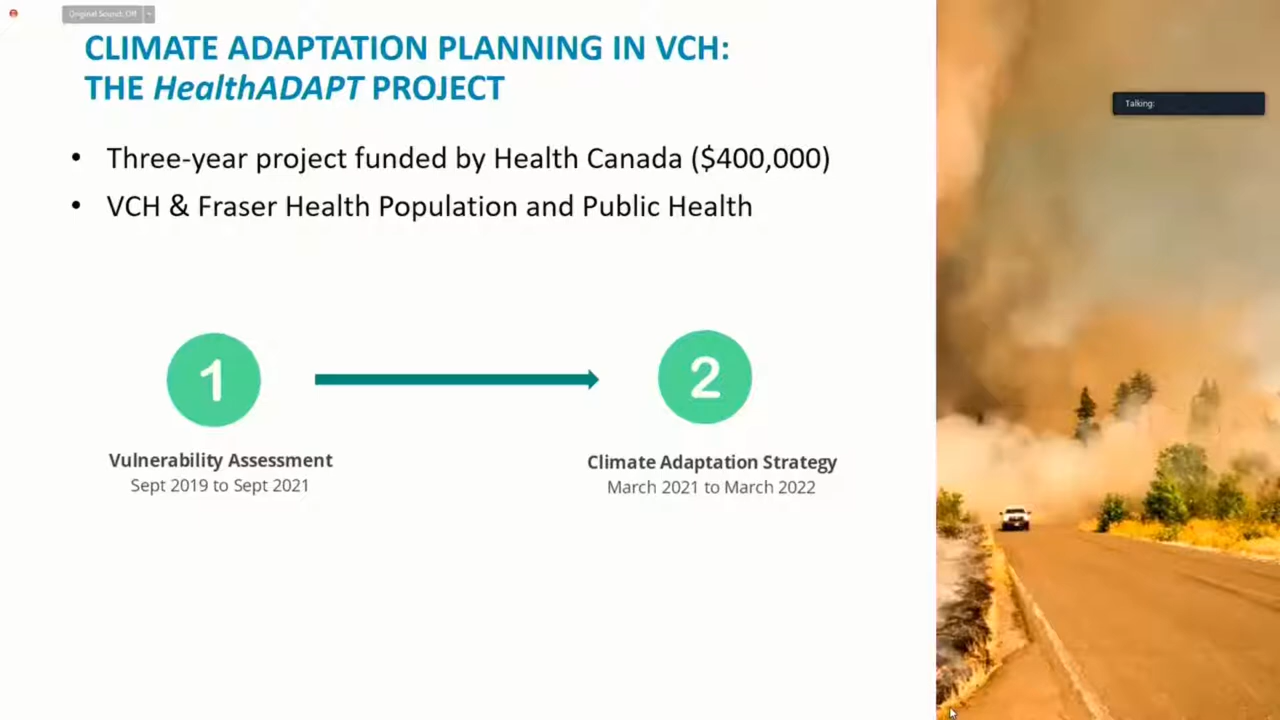 Original Sound: Off
CLIMATE ADAPTATION PLANNING IN VCH:
THE HealthADAPT PROJECT
Talking:
• Three-year project funded by Health Canada ($400,000)
• VCH & Fraser Health Population and Public Health
1
2
Vulnerability Assessment
Sept 2019 to Sept 2021
Climate Adaptation Strategy
March 2021 to March 2022